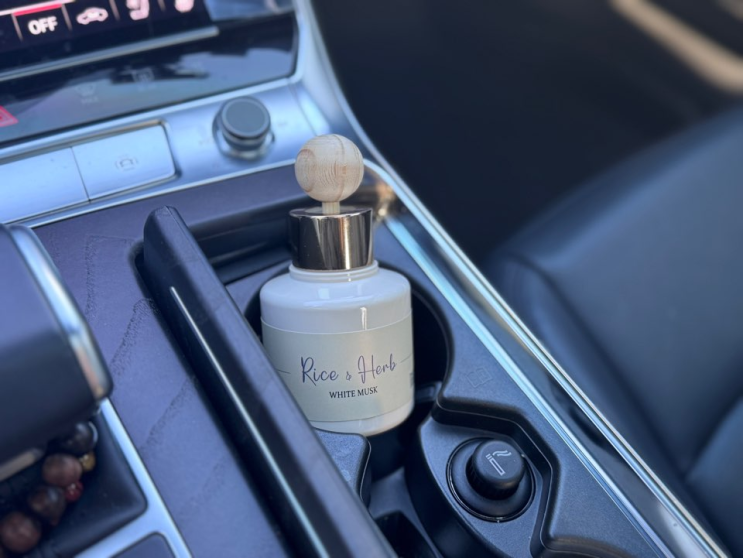 OFF
Rice & Herb
WHITE MUSK